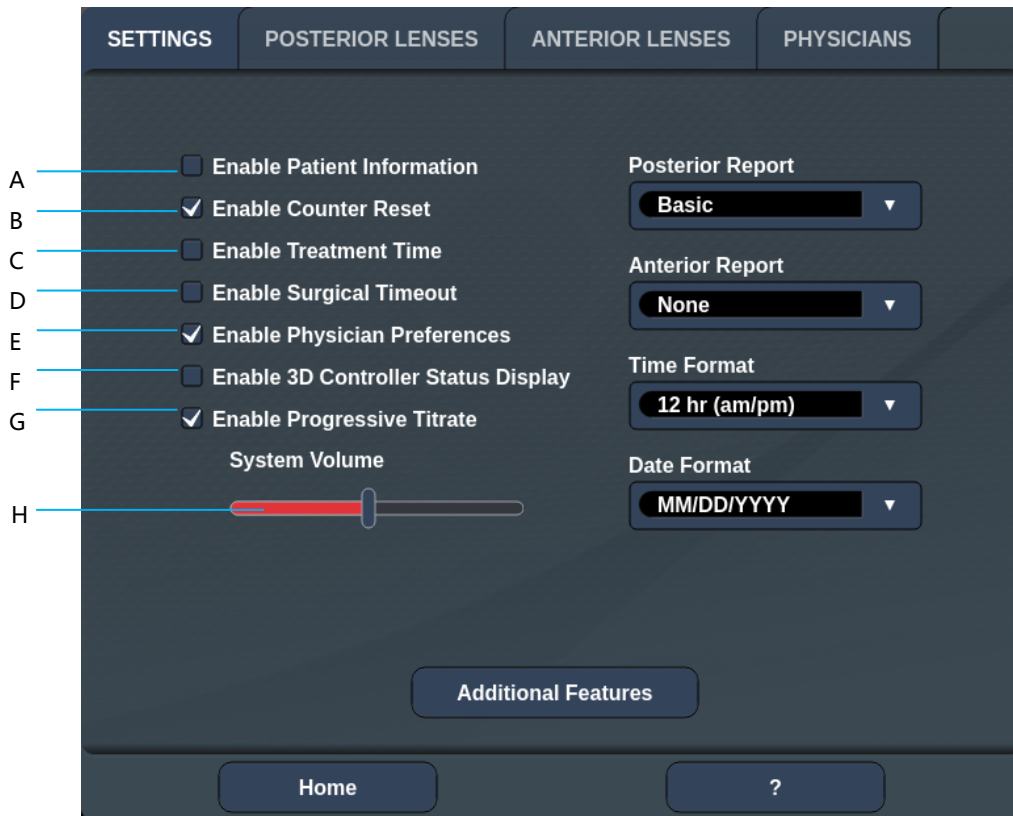 SETTINGS POSTERIOR LENSES ANTERIOR LENSES PHYSICIANS
A Enable Patient Information
B Enable Counter Reset
C Enable Treatment Time
D Enable Surgical Timeout
E Enable Physician Preferences
F Enable 3D Controller Status Display
G Enable Progressive Titrate
System Volume
H
Posterior Report
Basic
Anterior Report
None
Time Format
12 hr (am/pm)
Date Format
MM/DD/YYYY
Additional Features
Home ?